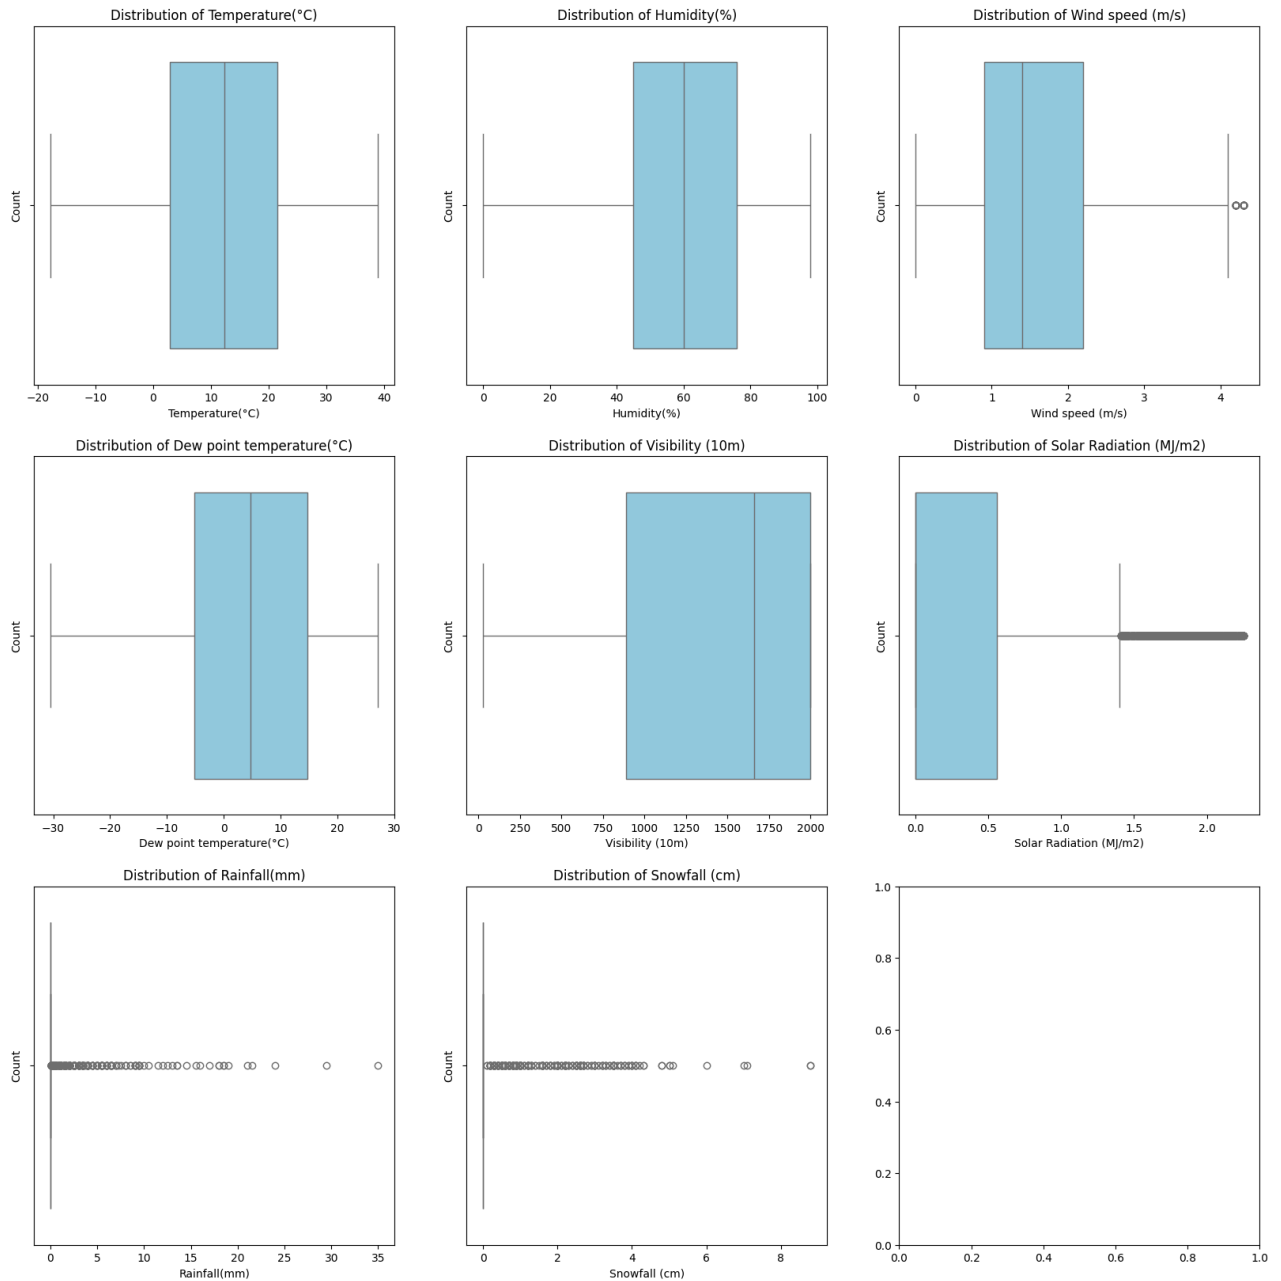 Distribution of Temperature(°C)
Count
−20 −10 0 10 20 30 40
Temperature(°C)
Distribution of Humidity(%)
Count
0 20 40 60 80 100
Humidity(%)
Distribution of Wind speed (m/s)
Count
0 1 2 3 4
Wind speed (m/s)
Distribution of Dew point temperature(°C)
Count
−30 −20 −10 0 10 20 30
Dew point temperature(°C)
Distribution of Visibility (10m)
Count
0 250 500 750 1000 1250 1500 1750 2000
Visibility (10m)
Distribution of Solar Radiation (MJ/m2)
Count
0.0 0.5 1.0 1.5 2.0
Solar Radiation (MJ/m2)
Distribution of Rainfall(mm)
Count
0 5 10 15 20 25 30 35
Rainfall(mm)
Distribution of Snowfall (cm)
Count
0 2 4 6 8
Snowfall (cm)
1.0
0.8
0.6
0.4
0.2
0.0
0.0 0.2 0.4 0.6 0.8 1.0